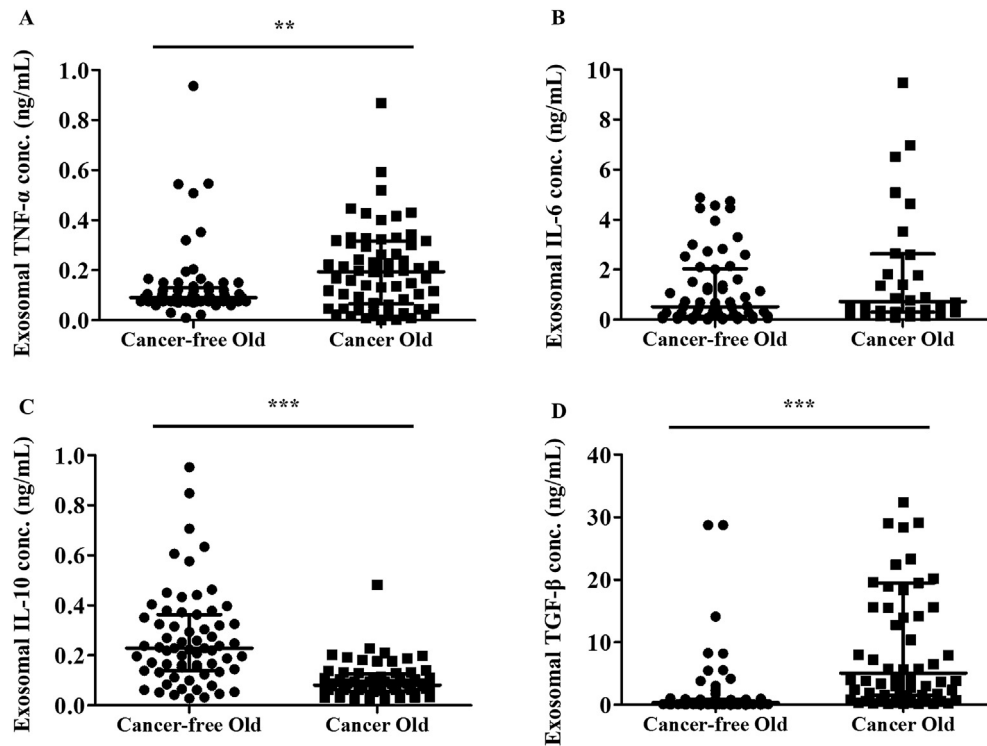 A
**
Exosomal TNF-α conc. (ng/mL)
1.0
0.8
0.6
0.4
0.2
0.0
Cancer-free Old
Cancer Old
B
Exosomal IL-6 conc. (ng/mL)
10
8
6
4
2
0
Cancer-free Old
Cancer Old
C
***
Exosomal IL-10 conc. (ng/mL)
1.0
0.8
0.6
0.4
0.2
0.0
Cancer-free Old
Cancer Old
D
***
Exosomal TGF-β conc. (ng/mL)
40
30
20
10
0
Cancer-free Old
Cancer Old